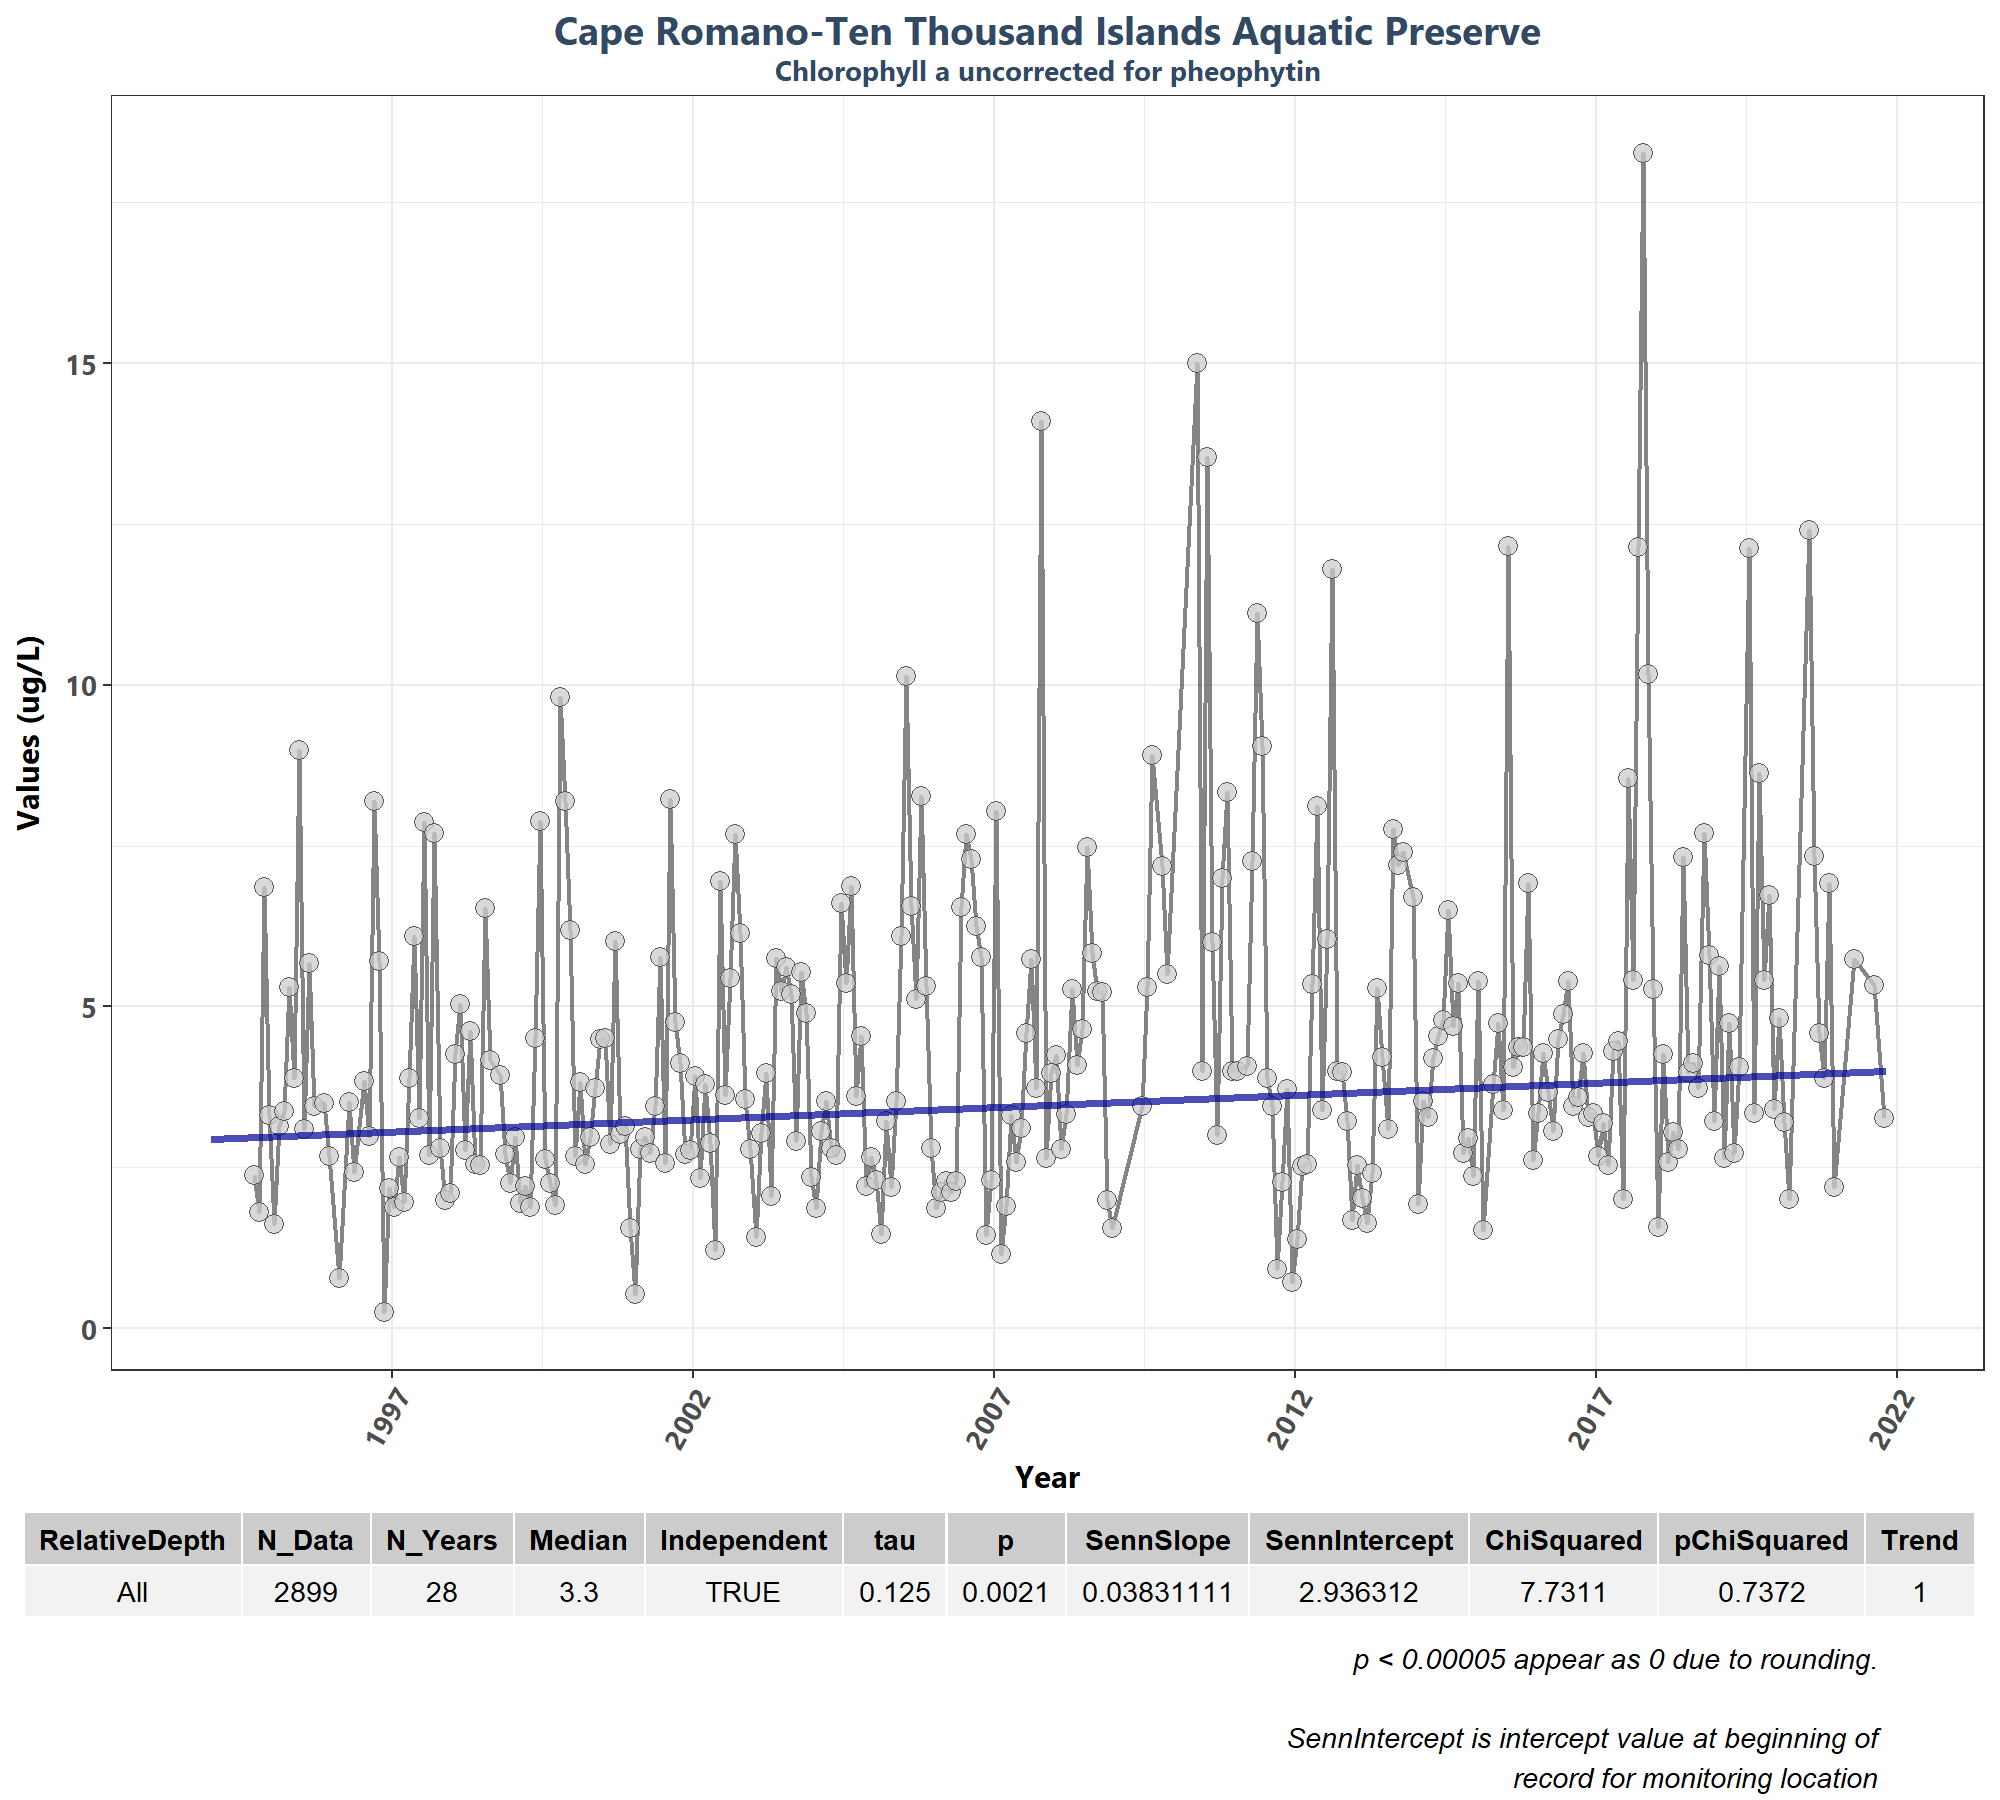 Cape Romano-Ten Thousand Islands Aquatic Preserve
Chlorophyll a uncorrected for pheophytin
Values (ug/L)
15
10
5
0
1997
2002
2007
2012
2017
2022
Year
RelativeDepth N_Data N_Years Median Independent tau p SennSlope SennIntercept ChiSquared pChiSquared Trend
All 2899 28 3.3 TRUE 0.125 0.0021 0.03831111 2.936312 7.7311 0.7372 1
p < 0.00005 appear as 0 due to rounding.
SennIntercept is intercept value at beginning of
record for monitoring location